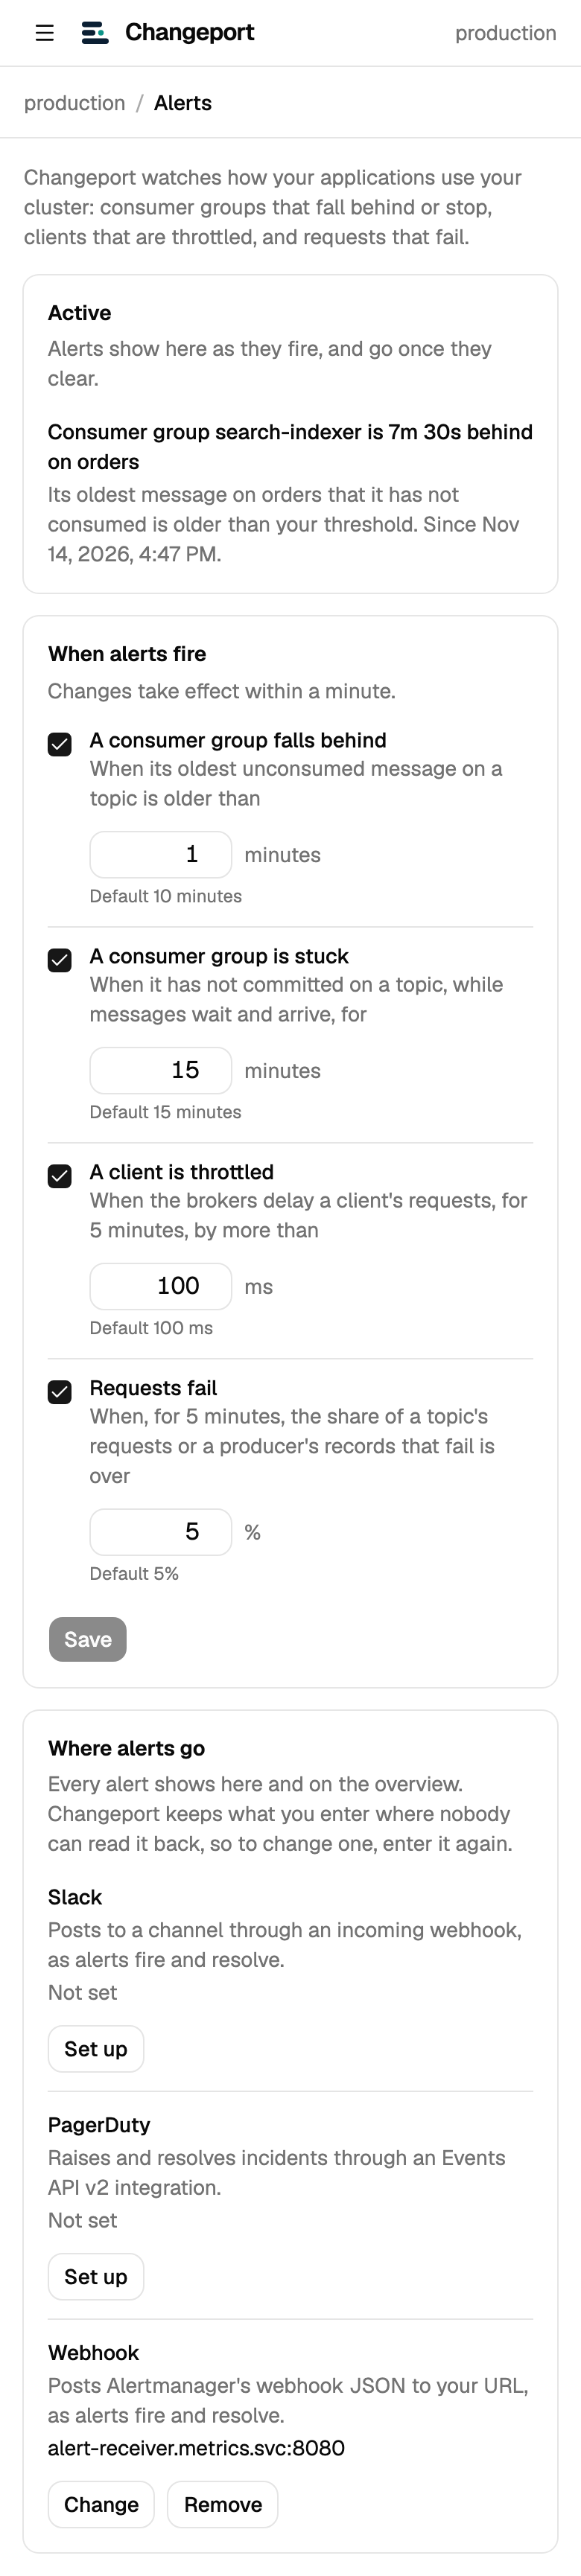 Changeport
production
production / Alerts
Changeport watches how your applications use your
cluster: consumer groups that fall behind or stop,
clients that are throttled, and requests that fail.
Active
Alerts show here as they fire, and go once they
clear.
Consumer group search-indexer is 7m 30s behind
on orders
Its oldest message on orders that it has not
consumed is older than your threshold. Since Nov
14, 2026, 4:47 PM.
When alerts fire
Changes take effect within a minute.
A consumer group falls behind
When its oldest unconsumed message on a
topic is older than
1 minutes
Default 10 minutes
A consumer group is stuck
When it has not committed on a topic, while
messages wait and arrive, for
15 minutes
Default 15 minutes
A client is throttled
When the brokers delay a client's requests, for
5 minutes, by more than
100 ms
Default 100 ms
Requests fail
When, for 5 minutes, the share of a topic's
requests or a producer's records that fail is
over
5 %
Default 5%
Save
Where alerts go
Every alert shows here and on the overview.
Changeport keeps what you enter where nobody
can read it back, so to change one, enter it again.
Slack
Posts to a channel through an incoming webhook,
as alerts fire and resolve.
Not set
Set up
PagerDuty
Raises and resolves incidents through an Events
API v2 integration.
Not set
Set up
Webhook
Posts Alertmanager's webhook JSON to your URL,
as alerts fire and resolve.
alert-receiver.metrics.svc:8080
Change Remove